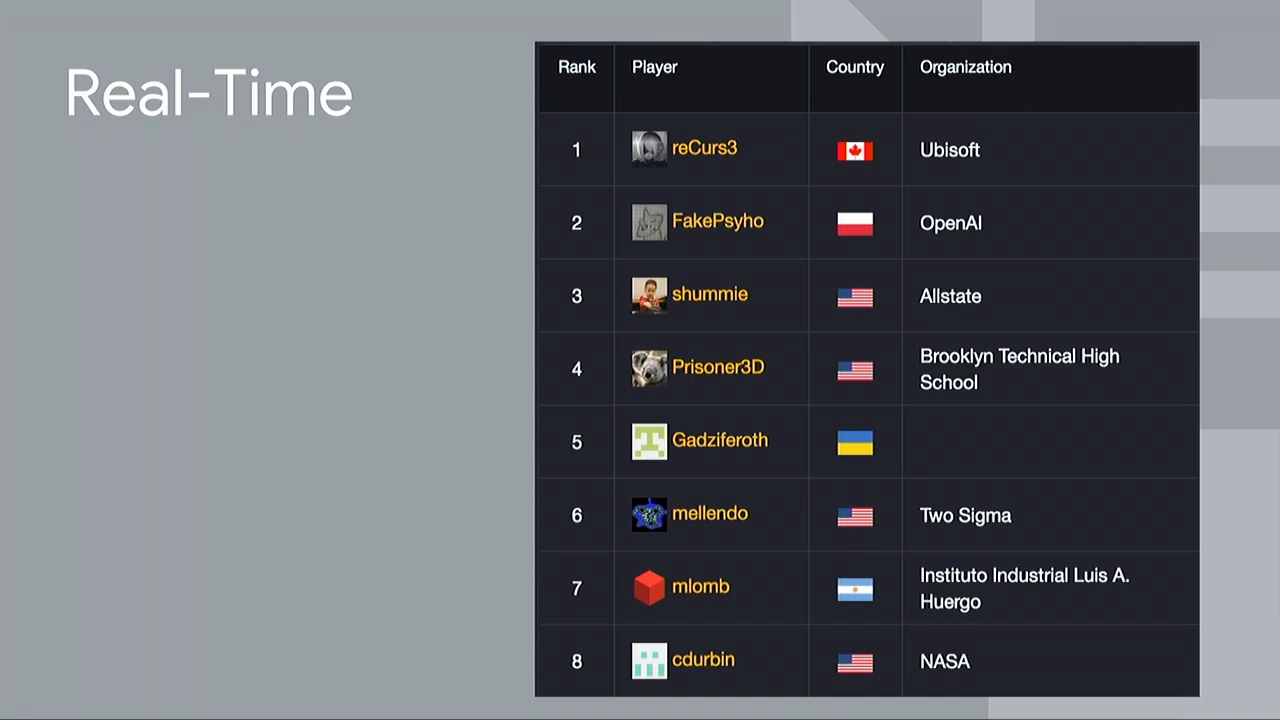 Real-Time
Rank Player Country Organization
1 reCurs3 Ubisoft
2 FakePsyho OpenAI
3 shummie Allstate
4 Prisoner3D Brooklyn Technical High
School
5 Gadziferoth
6 mellendo Two Sigma
7 mlomb Instituto Industrial Luis A.
Huergo
8 cdurbin NASA